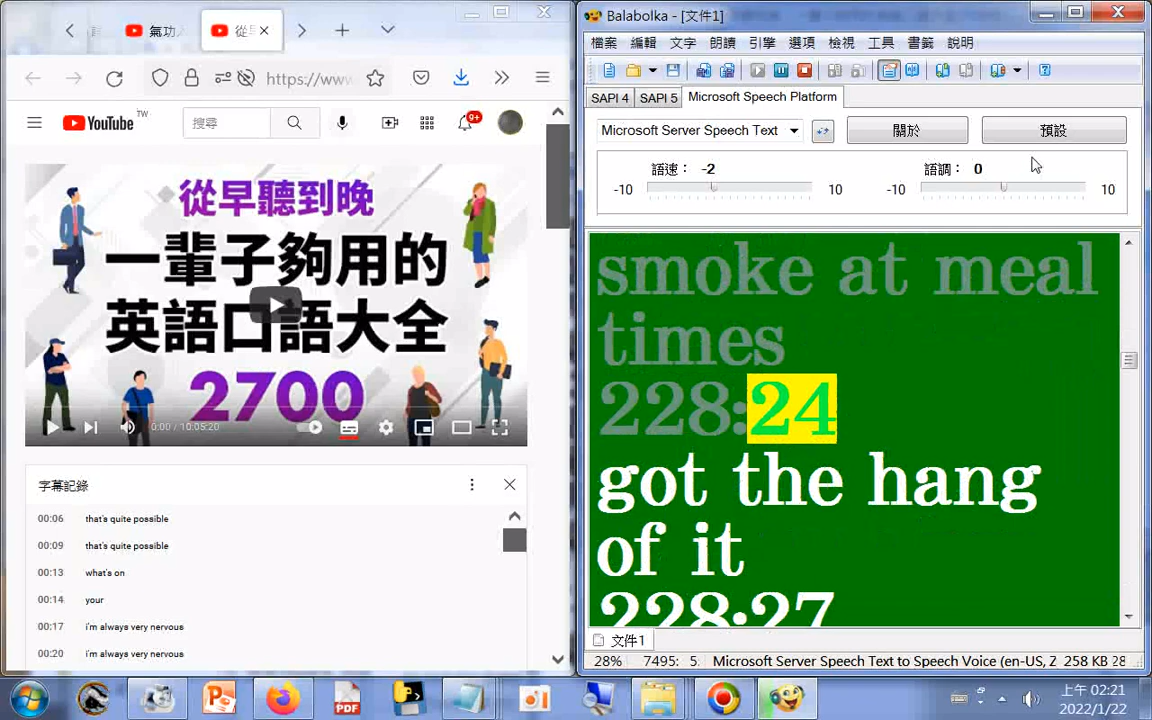 氣功
從
https://www
YouTube TW
搜尋
9+
從早聽到晚
一輩子夠用的
英語口語大全
2700
0:00 / 10:05:20
字幕記錄
00:06 that's quite possible
00:09 that's quite possible
00:13 what's on
00:14 your
00:17 i'm always very nervous
00:20 i'm always very nervous
Balabolka - [文件1]
檔案 編輯 文字 朗讀 引擎 選項 檢視 工具 書籤 說明
SAPI 4 SAPI 5 Microsoft Speech Platform
Microsoft Server Speech Text 關於 預設
語速： -2 語調： 0
-10 10 -10 10
smoke at meal
times
228:24
got the hang
of it
228:27
文件1
28% 7495: 5: Microsoft Server Speech Text to Speech Voice (en-US, Z 258 KB 28
PDF
上午 02:21
2022/1/22